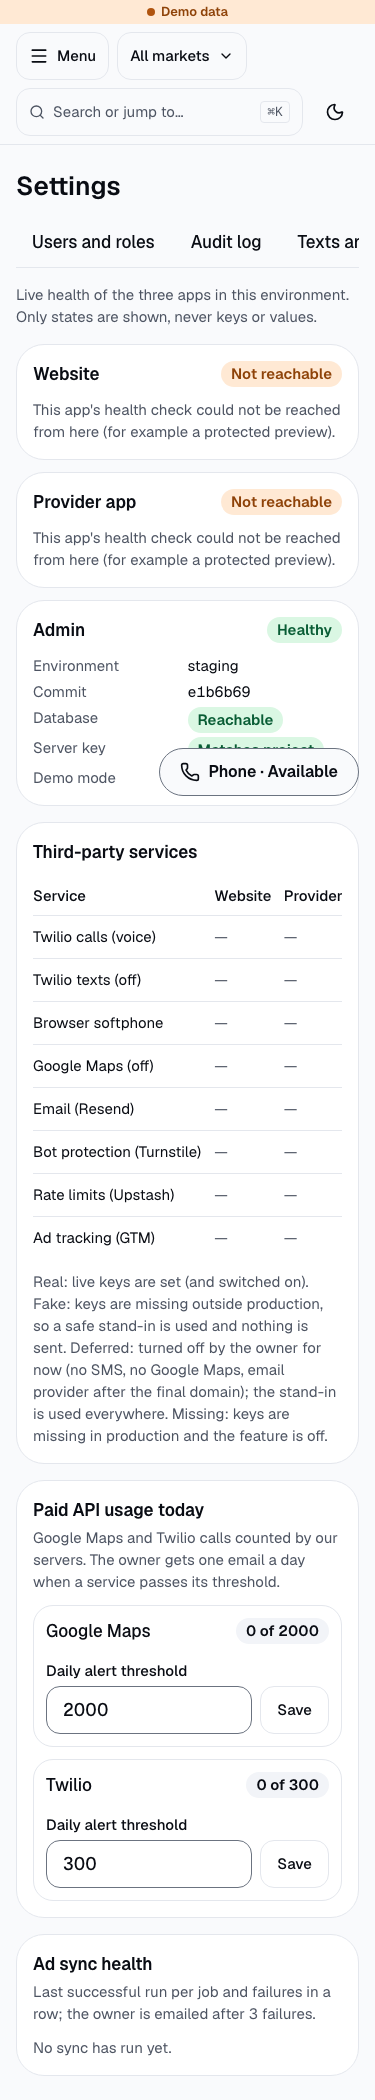 Demo data
Menu
All markets
Search or jump to...
⌘K
Settings
Users and roles
Audit log
Texts ar
Live health of the three apps in this environment.
Only states are shown, never keys or values.
Website
Not reachable
This app's health check could not be reached
from here (for example a protected preview).
Provider app
Not reachable
This app's health check could not be reached
from here (for example a protected preview).
Admin
Healthy
Environment staging
Commit e1b6b69
Database Reachable
Server key
Demo mode
Phone · Available
Third-party services
Service Website Provider
Twilio calls (voice) — —
Twilio texts (off) — —
Browser softphone — —
Google Maps (off) — —
Email (Resend) — —
Bot protection (Turnstile) — —
Rate limits (Upstash) — —
Ad tracking (GTM) — —
Real: live keys are set (and switched on).
Fake: keys are missing outside production,
so a safe stand-in is used and nothing is
sent. Deferred: turned off by the owner for
now (no SMS, no Google Maps, email
provider after the final domain); the stand-in
is used everywhere. Missing: keys are
missing in production and the feature is off.
Paid API usage today
Google Maps and Twilio calls counted by our
servers. The owner gets one email a day
when a service passes its threshold.
Google Maps
0 of 2000
Daily alert threshold
2000
Save
Twilio
0 of 300
Daily alert threshold
300
Save
Ad sync health
Last successful run per job and failures in a
row; the owner is emailed after 3 failures.
No sync has run yet.